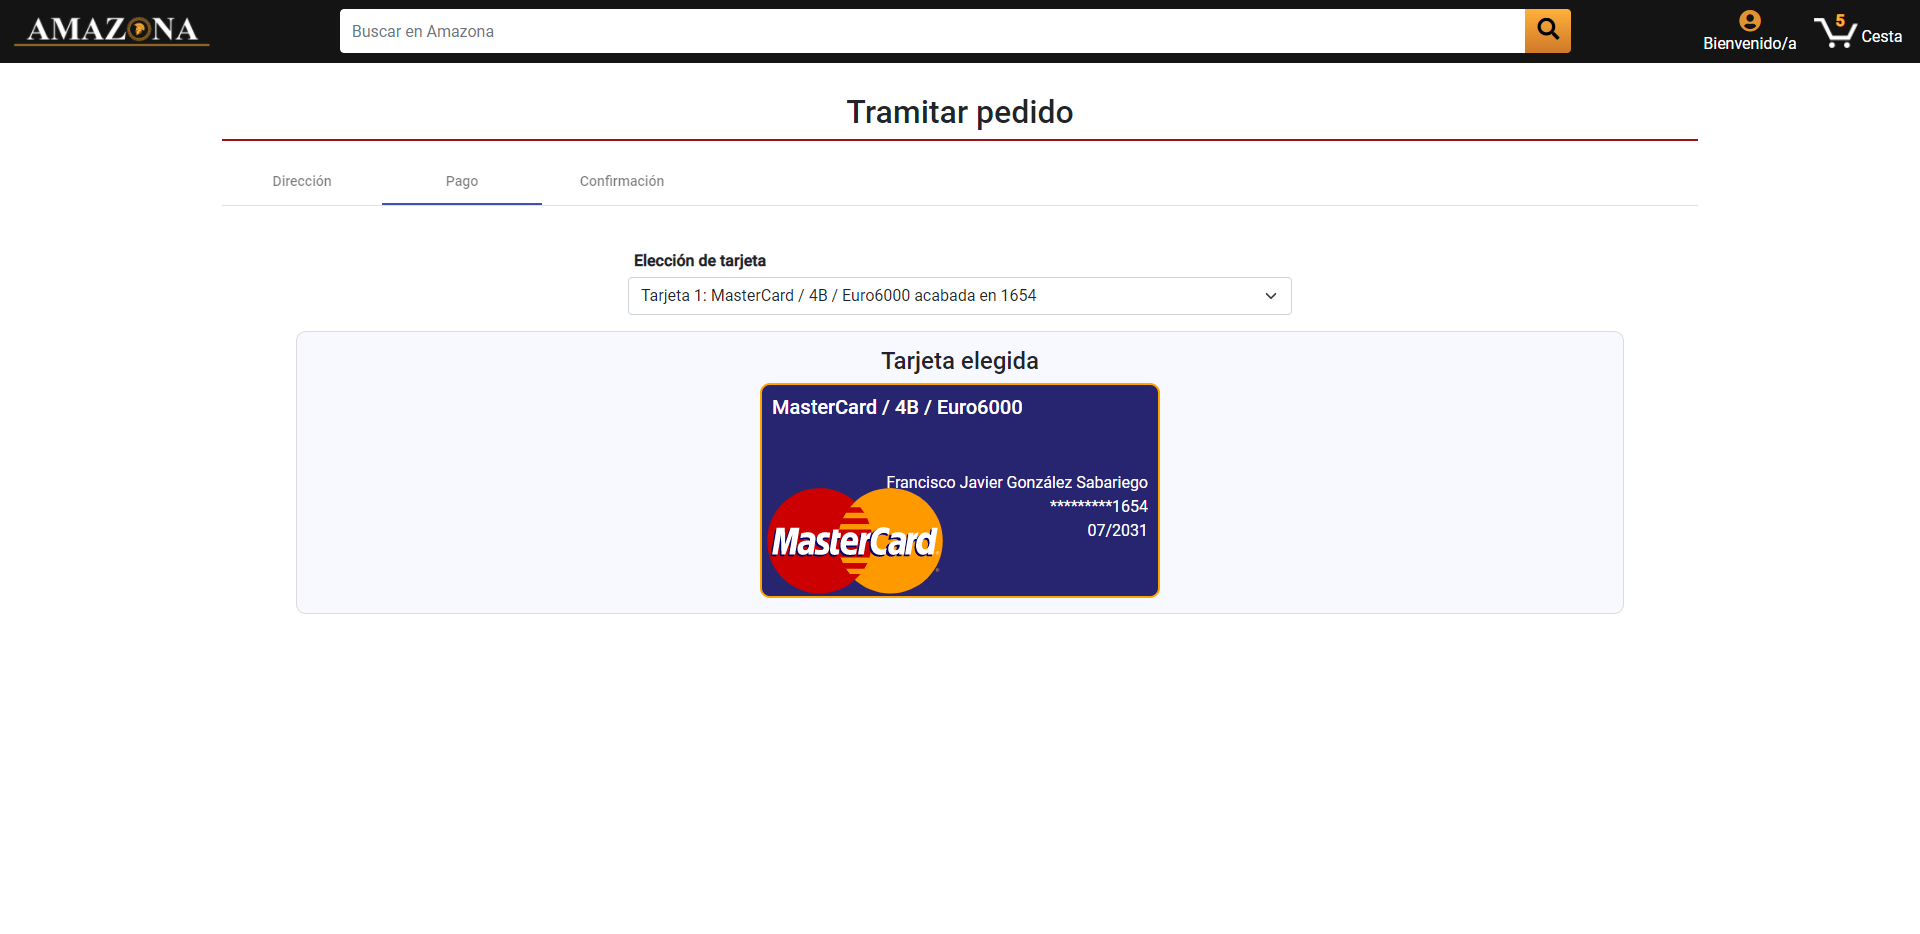 AMAZONA
Buscar en Amazona
Bienvenido/a
5
Cesta
Tramitar pedido
Dirección
Pago
Confirmación
Elección de tarjeta
Tarjeta 1: MasterCard / 4B / Euro6000 acabada en 1654
Tarjeta elegida
MasterCard / 4B / Euro6000
Francisco Javier González Sabariego
*********1654
07/2031
MasterCard